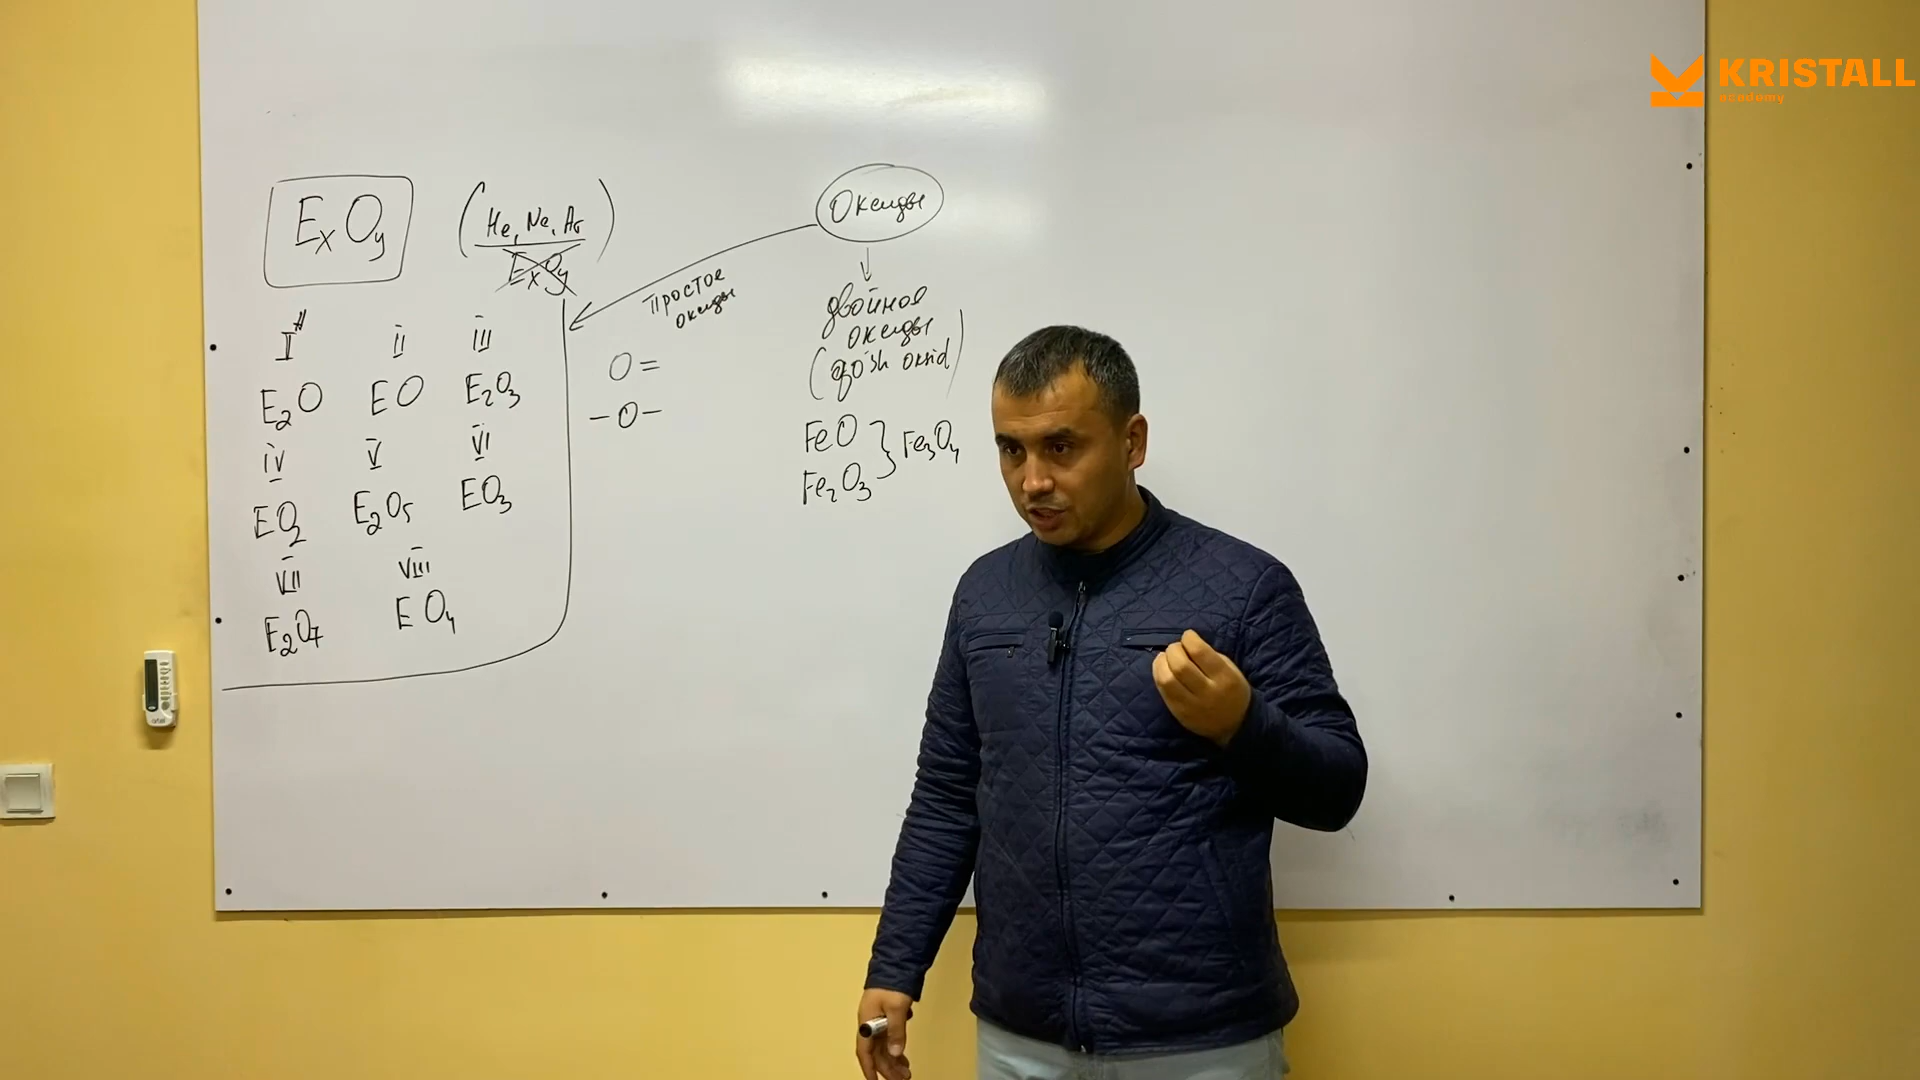 KRISTALL
academy
ExOy
(He, Ne, Ar)
ExOy
Оксиды
Простое
оксиды
двойное
оксиды
(qo'sh oksid)
I II III
E2O EO E2O3
IV V VI
EO2 E2O5 EO3
VII VIII
E2O7 EO4
O=
-O-
FeO
Fe2O3
} Fe3O4